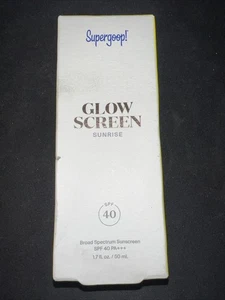 Supergoop!
GLOW
SCREEN
SUNRISE
SPF
40
Broad Spectrum Sunscreen
SPF 40 PA+++
1.7 fl. oz. / 50 mL